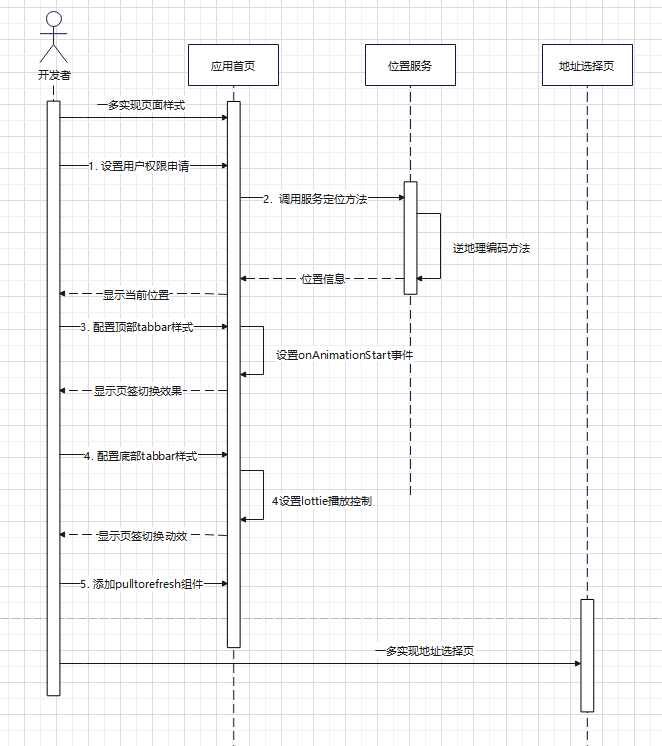 开发者
应用首页
位置服务
地址选择页
一多实现页面样式
1. 设置用户权限申请
2. 调用服务定位方法
逆地理编码方法
位置信息
显示当前位置
3. 配置顶部tabbar样式
设置onAnimationStart事件
显示页签切换效果
4. 配置底部tabbar样式
4设置lottie播放控制
显示页签切换动效
5. 添加pulltorefresh组件
一多实现地址选择页